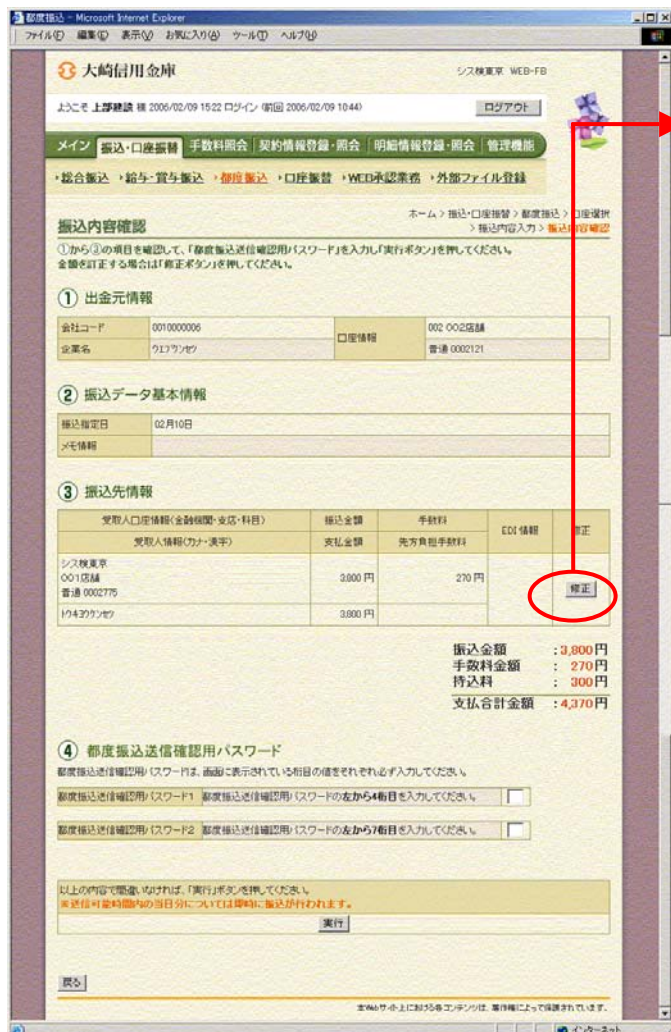 都度振込 - Microsoft Internet Explorer
ファイル(F) 編集(E) 表示(V) お気に入り(A) ツール(T) ヘルプ(H)
大崎信用金庫
シス検東京 WEB-FB
ようこそ 上部建設 様 2006/02/09 15:22 ログイン (前回 2006/02/09 10:44)
ログアウト
メイン 振込・口座振替 手数料照会 契約情報登録・照会 明細情報登録・照会 管理機能
総合振込 給与・賞与振込 都度振込 口座振替 WEB承認業務 外部ファイル登録
振込内容確認
ホーム > 振込・口座振替 > 都度振込 > 口座選択
> 振込内容入力 > 振込内容確認
①から③の項目を確認して、「都度振込送信確認用パスワード」を入力し「実行ボタン」を押してください。
金額を訂正する場合は「修正ボタン」を押してください。
① 出金元情報
会社コード 0010000006 口座情報 002 002店舗
企業名 普通 0002121
② 振込データ基本情報
振込指定日 02月10日
メモ情報
③ 振込先情報
受取人口座情報(金融機関・支店・科目) 振込金額 手数料 EDI情報 修正
受取人情報(カナ・漢字) 支払金額 先方負担手数料
シス検東京
001店舗 3,800 円 270 円 修正
普通 0002775
3,800 円
振込金額 :3,800円
手数料金額 : 270円
持込料 : 300円
支払合計金額 :4,370円
④ 都度振込送信確認用パスワード
都度振込送信確認用パスワードは、画面に表示されている桁目の値をそれぞれ必ず入力してください。
都度振込送信確認用パスワード1 都度振込送信確認用パスワードの左から4桁目を入力してください。
都度振込送信確認用パスワード2 都度振込送信確認用パスワードの左から7桁目を入力してください。
以上の内容で間違いなければ、「実行」ボタンを押してください。
※送信可能時間内の当日分については即時に振込が行われます。
実行
戻る
本Webサイト上における各コンテンツは、著作権によって保護されています。
インターネット